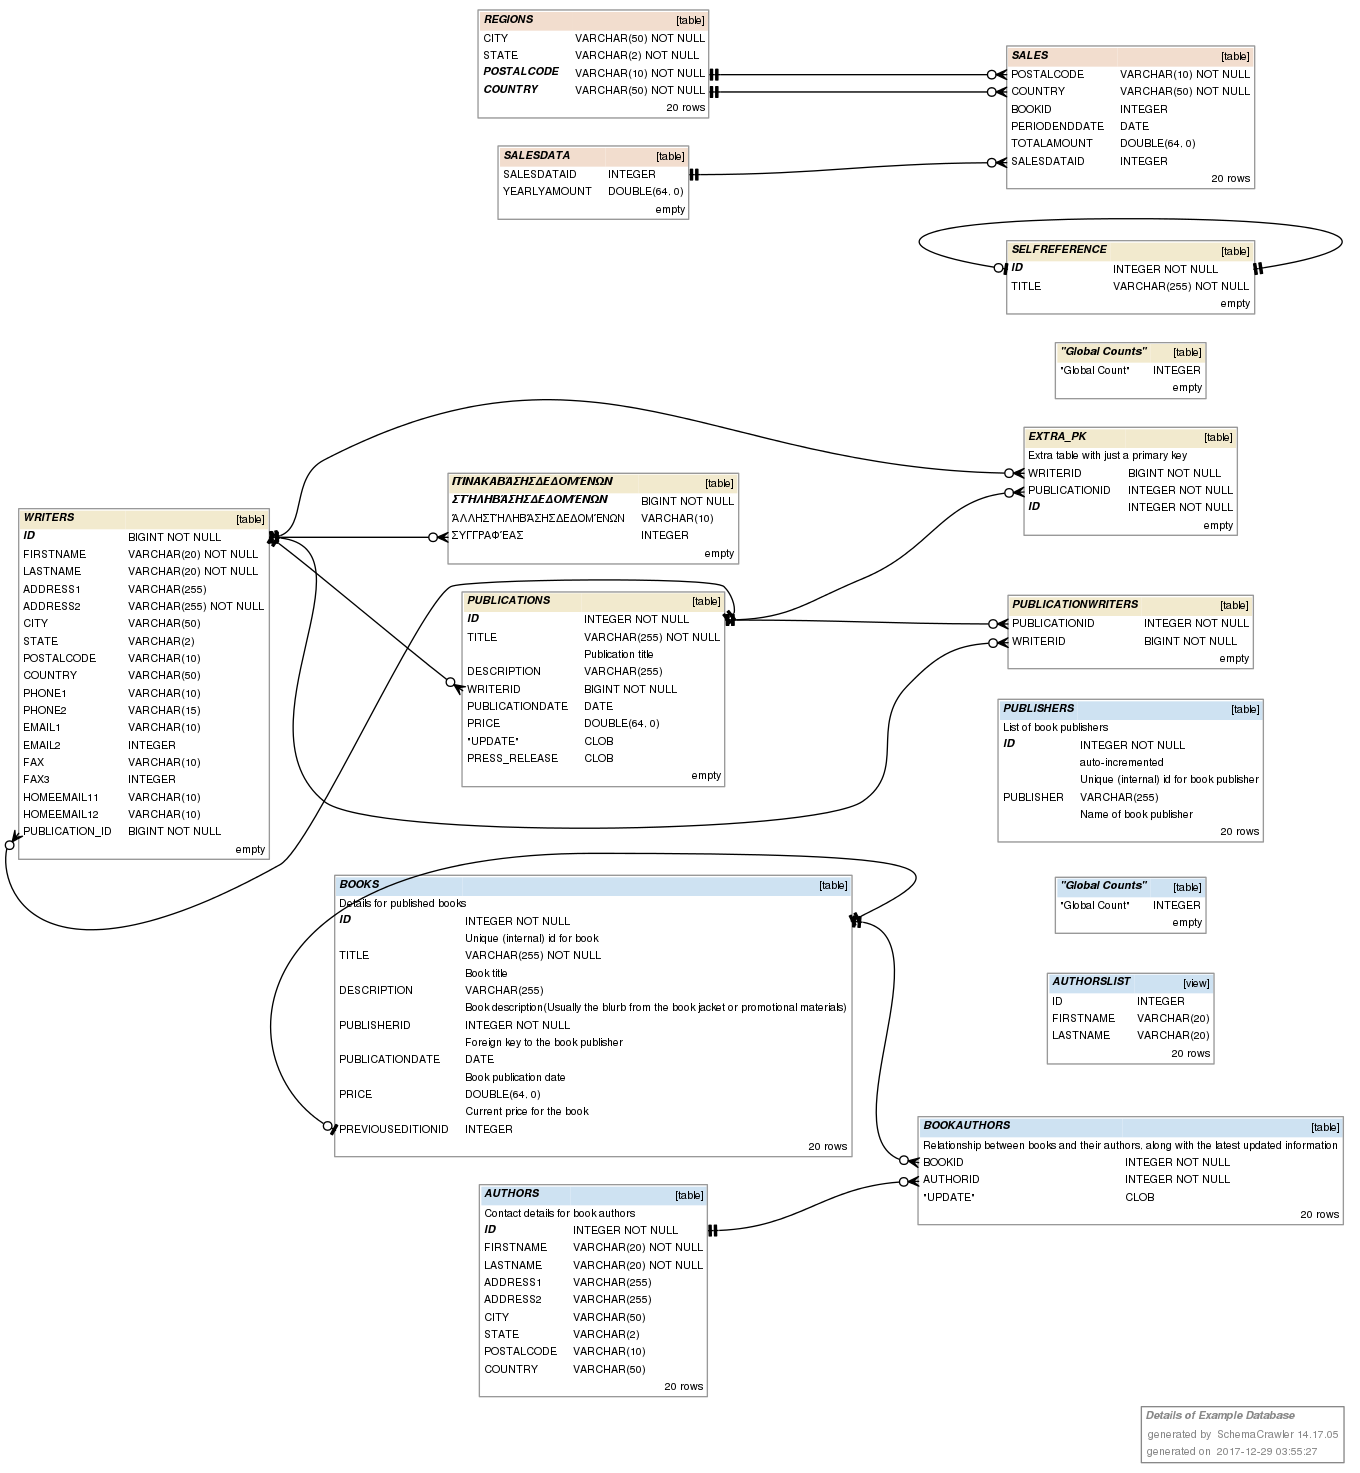 REGIONS [table]
CITY VARCHAR(50) NOT NULL
STATE VARCHAR(2) NOT NULL
POSTALCODE VARCHAR(10) NOT NULL
COUNTRY VARCHAR(50) NOT NULL
20 rows
SALES [table]
POSTALCODE VARCHAR(10) NOT NULL
COUNTRY VARCHAR(50) NOT NULL
BOOKID INTEGER
PERIODENDDATE DATE
TOTALAMOUNT DOUBLE(64, 0)
SALESDATAID INTEGER
20 rows
SALESDATA [table]
SALESDATAID INTEGER
YEARLYAMOUNT DOUBLE(64, 0)
empty
SELFREFERENCE [table]
ID INTEGER NOT NULL
TITLE VARCHAR(255) NOT NULL
empty
"Global Counts" [table]
"Global Count" INTEGER
empty
EXTRA_PK [table]
Extra table with just a primary key
WRITERID BIGINT NOT NULL
PUBLICATIONID INTEGER NOT NULL
ID INTEGER NOT NULL
empty
ΠΊΝΑΚΑΒΆΣΗΣΔΕΔΟΜΈΝΩΝ [table]
ΣΤΉΛΗΒΆΣΗΣΔΕΔΟΜΈΝΩΝ BIGINT NOT NULL
ΆΛΛΗΣΤΉΛΗΒΆΣΗΣΔΕΔΟΜΈΝΩΝ VARCHAR(10)
ΣΥΓΓΡΑΦΈΑΣ INTEGER
empty
WRITERS [table]
ID BIGINT NOT NULL
FIRSTNAME VARCHAR(20) NOT NULL
LASTNAME VARCHAR(20) NOT NULL
ADDRESS1 VARCHAR(255)
ADDRESS2 VARCHAR(255) NOT NULL
CITY VARCHAR(50)
STATE VARCHAR(2)
POSTALCODE VARCHAR(10)
COUNTRY VARCHAR(50)
PHONE1 VARCHAR(10)
PHONE2 VARCHAR(15)
EMAIL1 VARCHAR(10)
EMAIL2 INTEGER
FAX VARCHAR(10)
FAX3 INTEGER
HOMEEMAIL11 VARCHAR(10)
HOMEEMAIL12 VARCHAR(10)
PUBLICATION_ID BIGINT NOT NULL
empty
PUBLICATIONS [table]
ID INTEGER NOT NULL
TITLE VARCHAR(255) NOT NULL
Publication title
DESCRIPTION VARCHAR(255)
WRITERID BIGINT NOT NULL
PUBLICATIONDATE DATE
PRICE DOUBLE(64, 0)
"UPDATE" CLOB
PRESS_RELEASE CLOB
empty
PUBLICATIONWRITERS [table]
PUBLICATIONID INTEGER NOT NULL
WRITERID BIGINT NOT NULL
empty
PUBLISHERS [table]
List of book publishers
ID INTEGER NOT NULL
auto-incremented
Unique (internal) id for book publisher
PUBLISHER VARCHAR(255)
Name of book publisher
20 rows
BOOKS [table]
Details for published books
ID INTEGER NOT NULL
Unique (internal) id for book
TITLE VARCHAR(255) NOT NULL
Book title
DESCRIPTION VARCHAR(255)
Book description(Usually the blurb from the book jacket or promotional materials)
PUBLISHERID INTEGER NOT NULL
Foreign key to the book publisher
PUBLICATIONDATE DATE
Book publication date
PRICE DOUBLE(64, 0)
Current price for the book
PREVIOUSEDITIONID INTEGER
20 rows
"Global Counts" [table]
"Global Count" INTEGER
empty
AUTHORSLIST [view]
ID INTEGER
FIRSTNAME VARCHAR(20)
LASTNAME VARCHAR(20)
20 rows
BOOKAUTHORS [table]
Relationship between books and their authors, along with the latest updated information
BOOKID INTEGER NOT NULL
AUTHORID INTEGER NOT NULL
"UPDATE" CLOB
20 rows
AUTHORS [table]
Contact details for book authors
ID INTEGER NOT NULL
FIRSTNAME VARCHAR(20) NOT NULL
LASTNAME VARCHAR(20) NOT NULL
ADDRESS1 VARCHAR(255)
ADDRESS2 VARCHAR(255)
CITY VARCHAR(50)
STATE VARCHAR(2)
POSTALCODE VARCHAR(10)
COUNTRY VARCHAR(50)
20 rows
Details of Example Database
generated by SchemaCrawler 14.17.05
generated on 2017-12-29 03:55:27